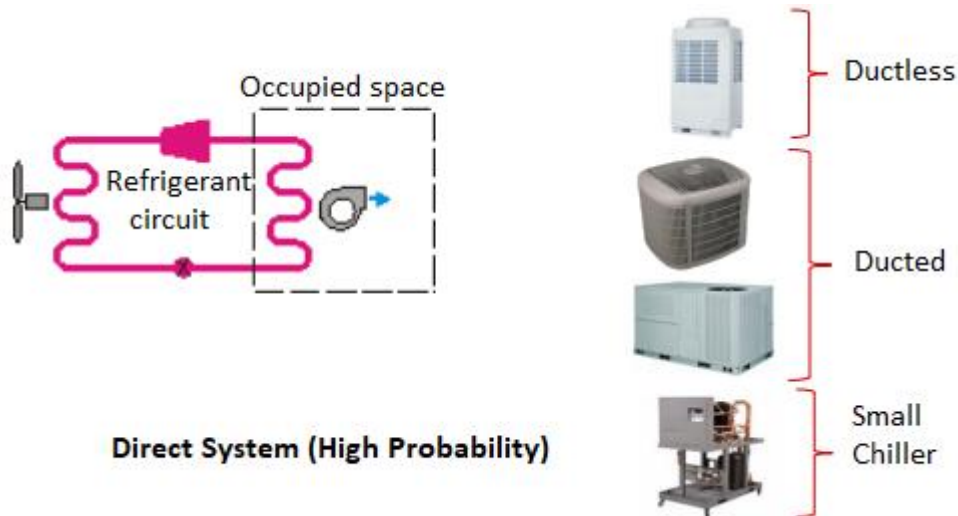 Occupied space
Refrigerant
circuit
Direct System (High Probability)
Ductless
Ducted
Small
Chiller